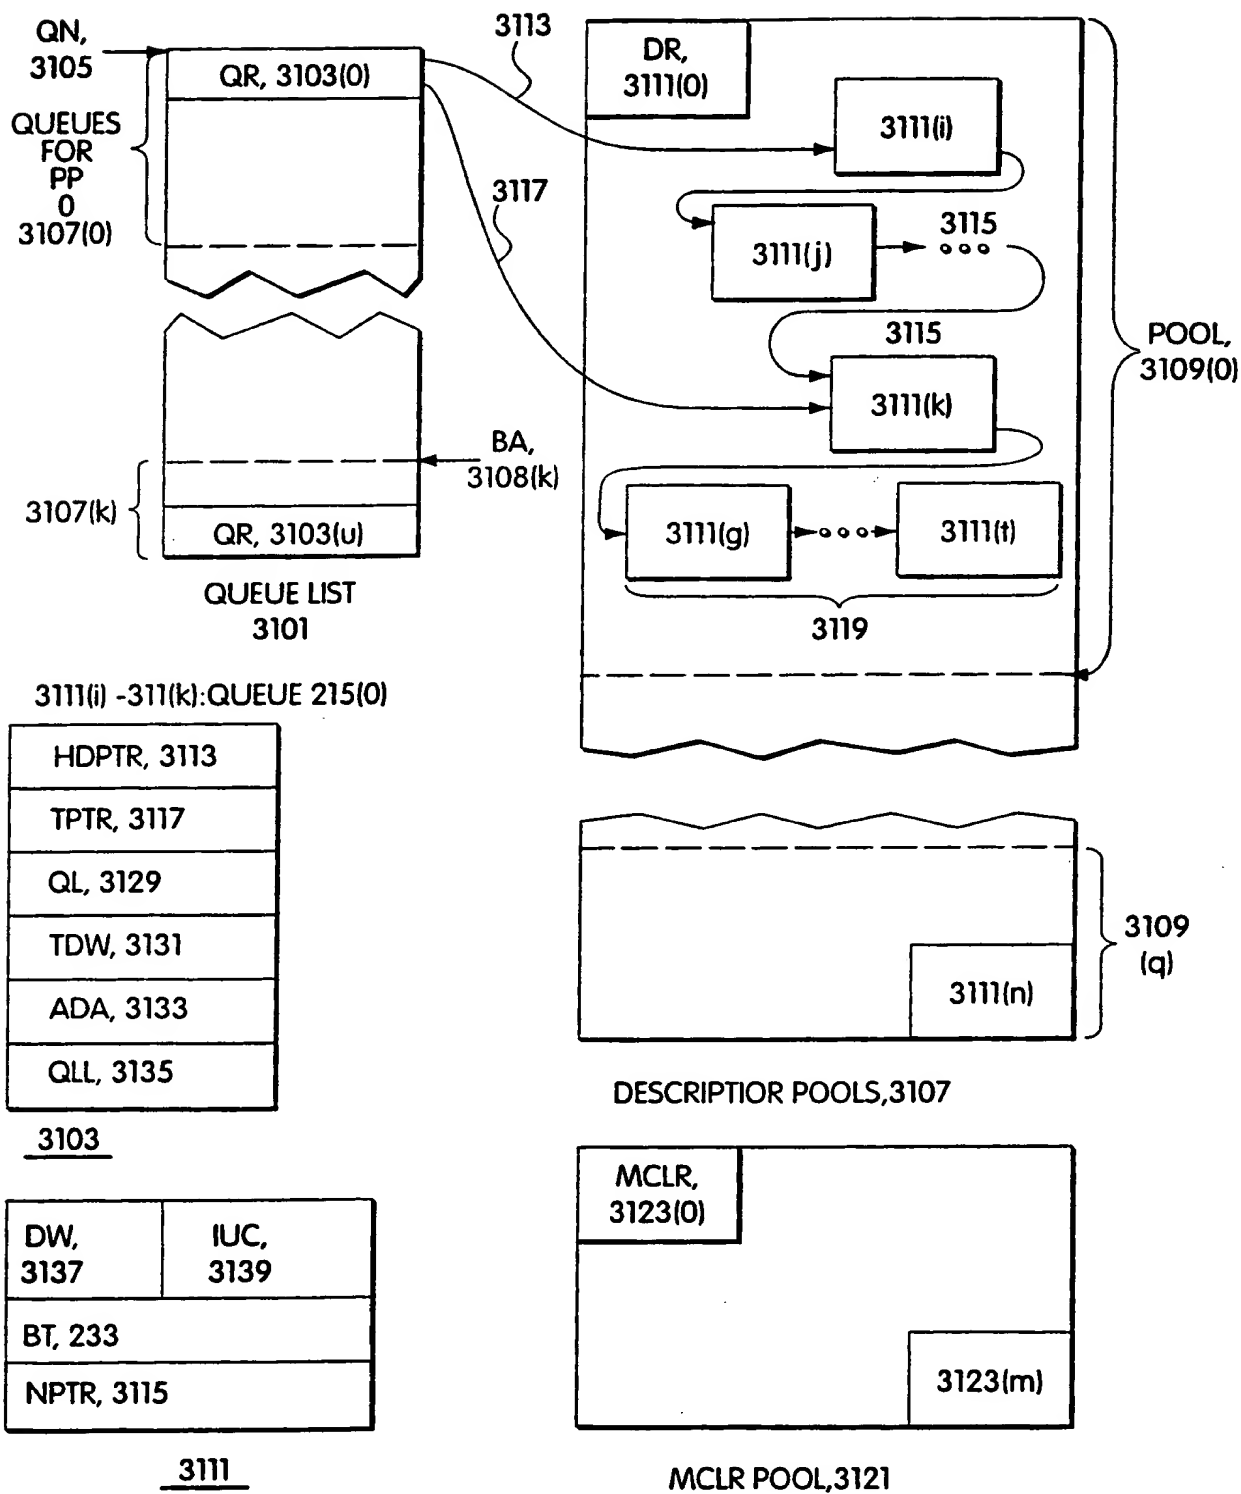 QN,
3105
QR, 3103(0)
QUEUES
FOR
PP
0
3107(0)
3113
3117
DR,
3111(0)
3111(i)
3111(j)
3115
3115
3111(k)
3111(g)
3111(t)
3119
POOL,
3109(0)
BA,
3108(k)
3107(k)
QR, 3103(u)
QUEUE LIST
3101
3111(i) -311(k):QUEUE 215(0)
HDPTR, 3113
TPTR, 3117
QL, 3129
TDW, 3131
ADA, 3133
QLL, 3135
3103
DW,
3137
IUC,
3139
BT, 233
NPTR, 3115
3111
3109
(q)
3111(n)
DESCRIPTIOR POOLS,3107
MCLR,
3123(0)
3123(m)
MCLR POOL,3121